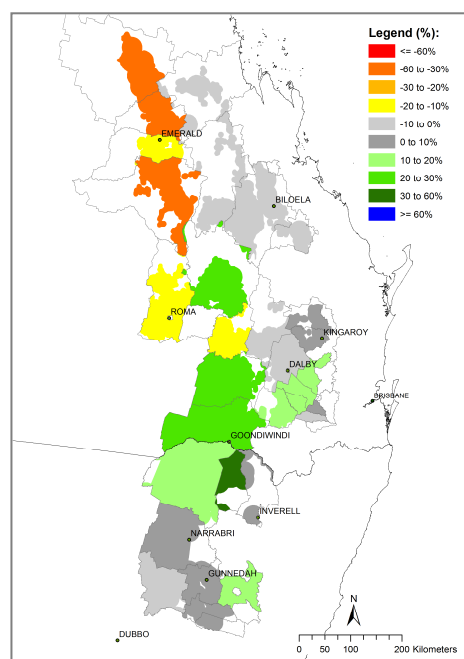 Legend (%):
<= -60%
-60 to -30%
-30 to -20%
-20 to -10%
-10 to 0%
0 to 10%
10 to 20%
20 to 30%
30 to 60%
>= 60%
EMERALD
BILOELA
ROMA
KINGAROY
DALBY
BRISBANE
GOONDIWINDI
INVERELL
NARRABRI
GUNNEDAH
N
DUBBO
0 50 100 200
Kilometers